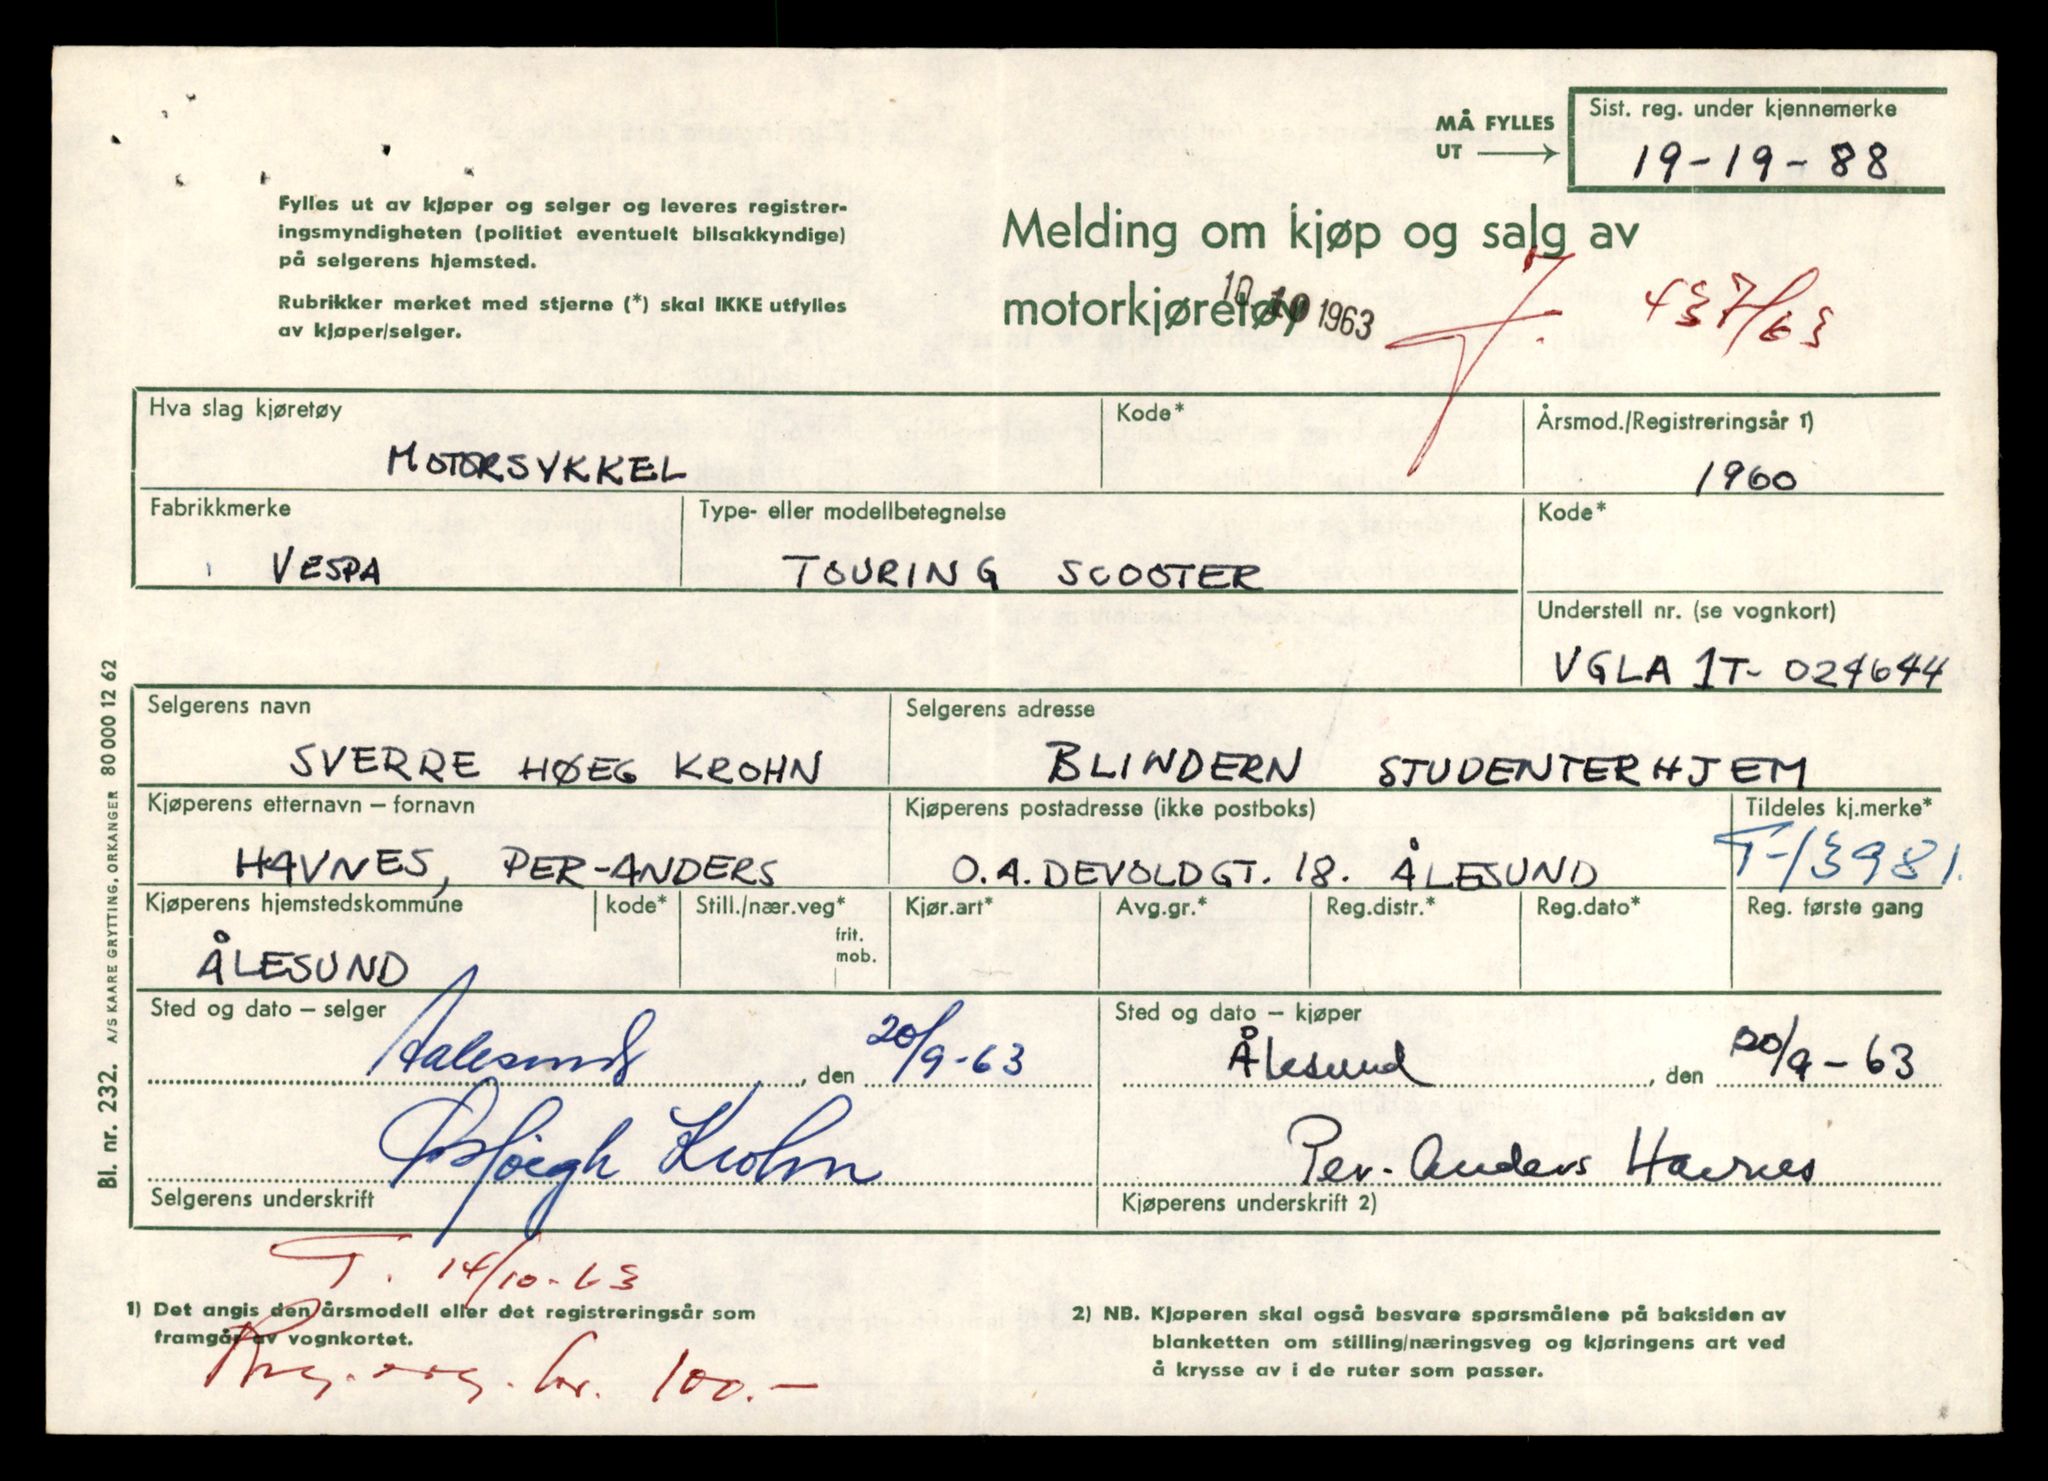 MÅ FYLLES
UT
Sist. reg. under kjennemerke
19-19-88
Fylles ut av kjøper og selger og leveres registrer-
ingsmyndigheten (politiet eventuelt bilsakkyndige)
på selgerens hjemsted.
Rubrikker merket med stjerne (*) skal IKKE utfylles
av kjøper/selger.
Melding om kjøp og salg av
motorkjøretøy
10 10 1963
T. 437/63
Hva slag kjøretøy
MOTORSYKKEL
Kode*
Årsmod./Registreringsår 1)
1960
Fabrikkmerke
VESPA
Type- eller modellbetegnelse
TOURING SCOOTER
Kode*
Understell nr. (se vognkort)
VGLA 1T- 024644
Selgerens navn
SVERRE HØEG KROHN
Selgerens adresse
BLINDERN STUDENTERHJEM
Kjøperens etternavn – fornavn
HAVNES, PER-ANDERS
Kjøperens postadresse (ikke postboks)
O.A. DEVOLDGT. 18. ÅLESUND
Tildeles kj.merke*
T-13981.
Kjøperens hjemstedskommune
ÅLESUND
kode*
Still./nær.veg*
frit.
mob.
Kjør.art*
Avg.gr.*
Reg.distr.*
Reg.dato*
Reg. første gang
Sted og dato – selger
Aalesund, den 20/9-63
Høegh Krohn
Selgerens underskrift
Sted og dato – kjøper
Ålesund, den 20/9-63
Per-Anders Havnes
Kjøperens underskrift 2)
T. 14/10-63
1) Det angis den årsmodell eller det registreringsår som
framgår av vognkortet.
kr. 100.-
2) NB. Kjøperen skal også besvare spørsmålene på baksiden av
blanketten om stilling/næringsveg og kjøringens art ved
å krysse av i de ruter som passer.
Bl. nr. 232. A/S KAARE GRYTTING, ORKANGER 80 000 12 62